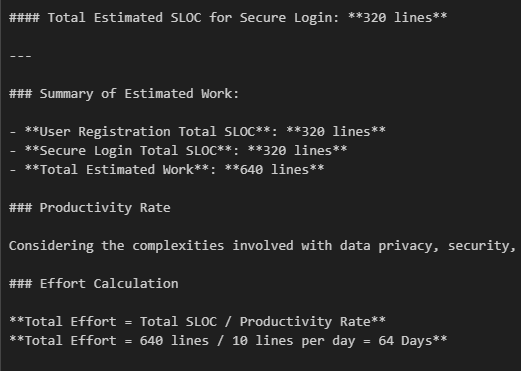 #### Total Estimated SLOC for Secure Login: **320 lines**
---
### Summary of Estimated Work:
- **User Registration Total SLOC**: **320 lines**
- **Secure Login Total SLOC**: **320 lines**
- **Total Estimated Work**: **640 lines**
### Productivity Rate
Considering the complexities involved with data privacy, security,
### Effort Calculation
**Total Effort = Total SLOC / Productivity Rate**
**Total Effort = 640 lines / 10 lines per day = 64 Days**